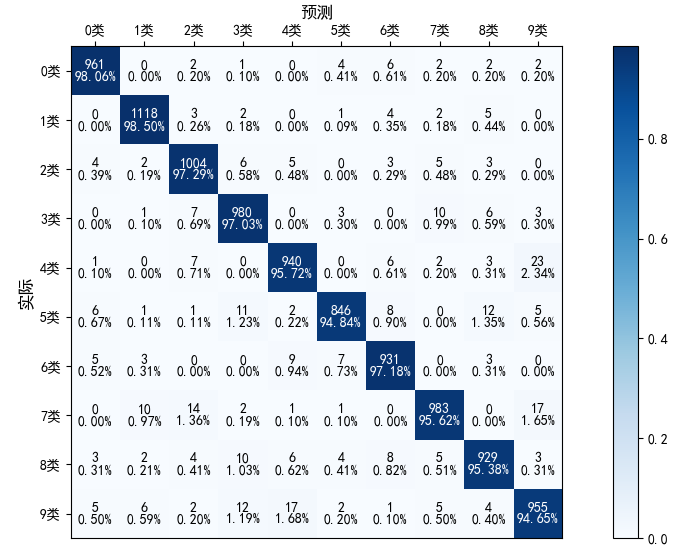 预测
0类 1类 2类 3类 4类 5类 6类 7类 8类 9类
实际
0类 961 0 2 1 0 4 6 2 2 2
98.06% 0.00% 0.20% 0.10% 0.00% 0.41% 0.61% 0.20% 0.20% 0.20%
1类 0 1118 3 2 0 1 4 2 5 0
0.00% 98.50% 0.26% 0.18% 0.00% 0.09% 0.35% 0.18% 0.44% 0.00%
2类 4 2 1004 6 5 0 3 5 3 0
0.39% 0.19% 97.29% 0.58% 0.48% 0.00% 0.29% 0.48% 0.29% 0.00%
3类 0 1 7 980 0 3 0 10 6 3
0.00% 0.10% 0.69% 97.03% 0.00% 0.30% 0.00% 0.99% 0.59% 0.30%
4类 1 0 7 0 940 0 6 2 3 23
0.10% 0.00% 0.71% 0.00% 95.72% 0.00% 0.61% 0.20% 0.31% 2.34%
5类 6 1 1 11 2 846 8 0 12 5
0.67% 0.11% 0.11% 1.23% 0.22% 94.84% 0.90% 0.00% 1.35% 0.56%
6类 5 3 0 0 9 7 931 0 3 0
0.52% 0.31% 0.00% 0.00% 0.94% 0.73% 97.18% 0.00% 0.31% 0.00%
7类 0 10 14 2 1 1 0 983 0 17
0.00% 0.97% 1.36% 0.19% 0.10% 0.10% 0.00% 95.62% 0.00% 1.65%
8类 3 2 4 10 6 4 8 5 929 3
0.31% 0.21% 0.41% 1.03% 0.62% 0.41% 0.82% 0.51% 95.38% 0.31%
9类 5 6 2 12 17 2 1 5 4 955
0.50% 0.59% 0.20% 1.19% 1.68% 0.20% 0.10% 0.50% 0.40% 94.65%
0.8
0.6
0.4
0.2
0.0